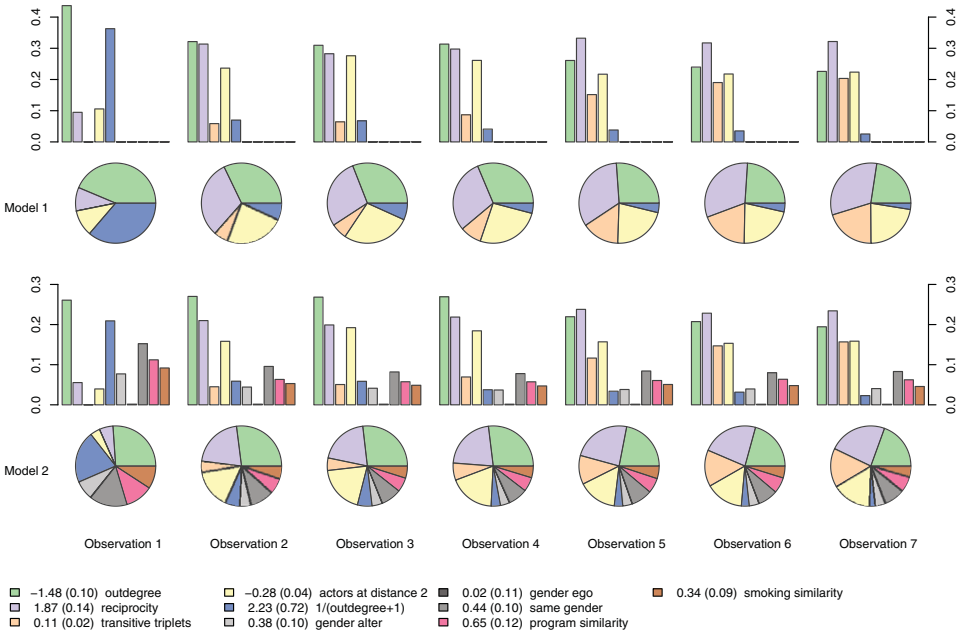 0.0 0.1 0.2 0.3 0.4
0.0 0.1 0.2 0.3 0.4
Model 1
0.0 0.1 0.2 0.3
0.0 0.1 0.2 0.3
Model 2
Observation 1 Observation 2 Observation 3 Observation 4 Observation 5 Observation 6 Observation 7
−1.48 (0.10) outdegree −0.28 (0.04) actors at distance 2 0.02 (0.11) gender ego 0.34 (0.09) smoking similarity
1.87 (0.14) reciprocity 2.23 (0.72) 1/(outdegree+1) 0.44 (0.10) same gender
0.11 (0.02) transitive triplets 0.38 (0.10) gender alter 0.65 (0.12) program similarity